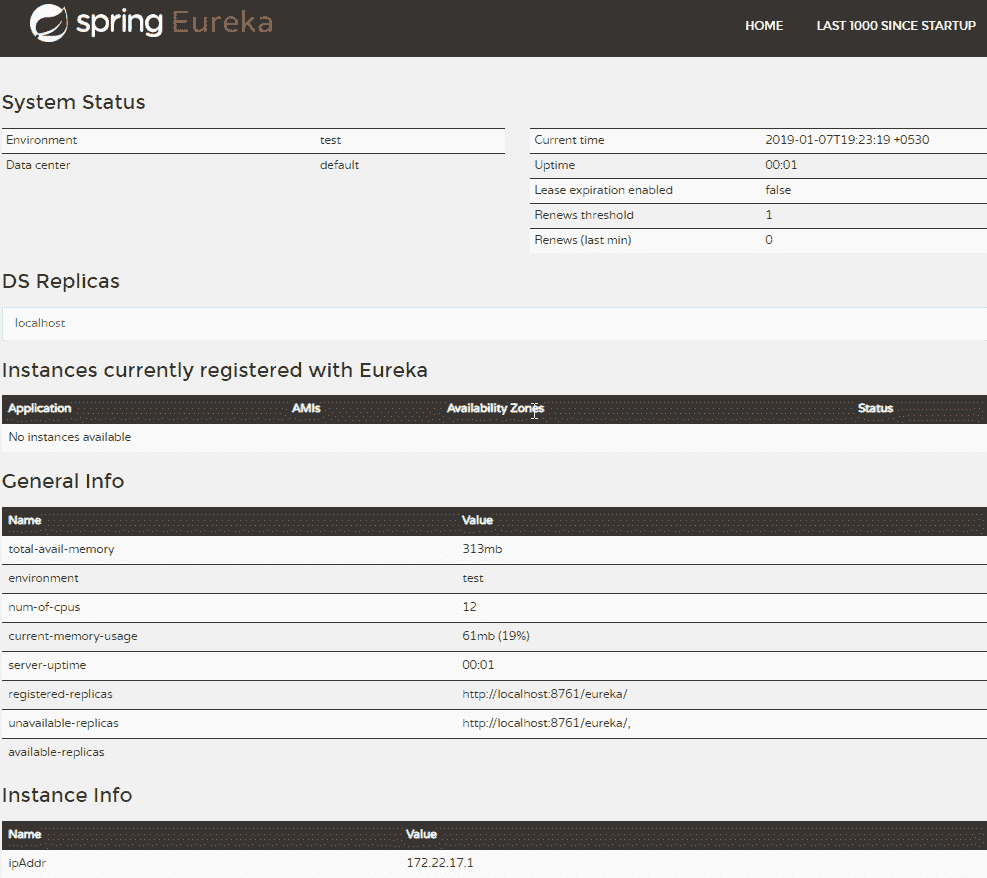 spring Eureka HOME LAST 1000 SINCE STARTUP
System Status
Environment test
Data center default
Current time 2019-01-07T19:23:19 +0530
Uptime 00:01
Lease expiration enabled false
Renews threshold 1
Renews (last min) 0
DS Replicas
localhost
Instances currently registered with Eureka
Application AMIs Availability Zones Status
No instances available
General Info
Name Value
total-avail-memory 313mb
environment test
num-of-cpus 12
current-memory-usage 61mb (19%)
server-uptime 00:01
registered-replicas http://localhost:8761/eureka/
unavailable-replicas http://localhost:8761/eureka/,
available-replicas
Instance Info
Name Value
ipAddr 172.22.17.1